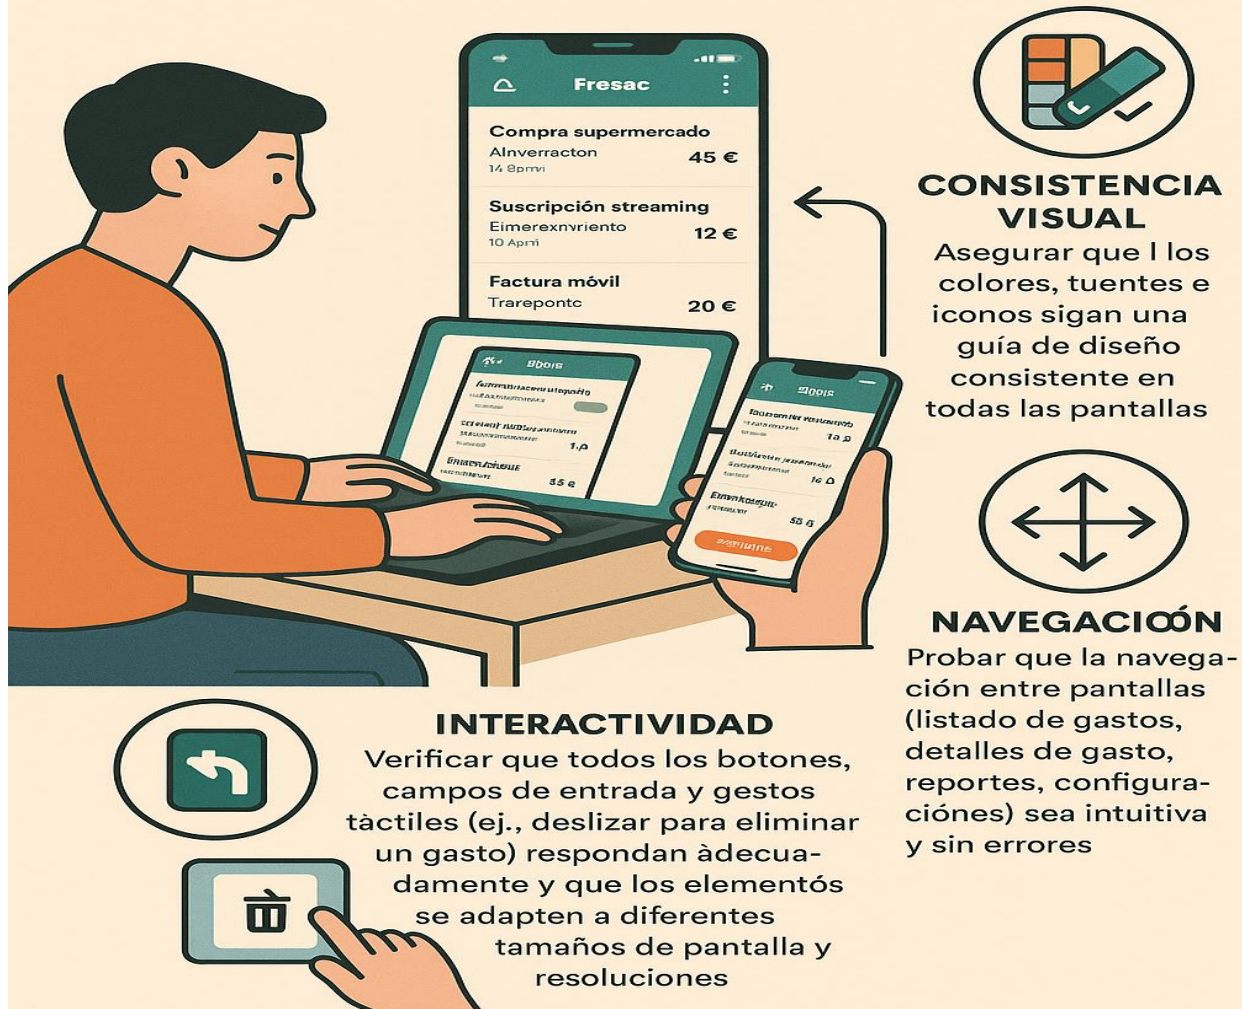 Fresac
Compra supermercado
Alnverracton
45 €
Suscripción streaming
Eimerexnvriento
12 €
10 Apml
Factura móvil
Trareponto
20 €
CONSISTENCIA
VISUAL
Asegurar que l los
colores, tuentes e
iconos sigan una
guía de diseño
consistente en
todas las pantallas
NAVEGACIOÓN
Probar que la navega-
ción entre pantallas
(listado de gastos,
detalles de gasto,
reportes, configura-
ciónes) sea intuitiva
y sin errores
INTERACTIVIDAD
Verificar que todos los botones,
campos de entrada y gestos
tàctiles (ej., deslizar para eliminar
un gasto) respondan àdecua-
damente y que los elementós
se adapten a diferentes
tamaños de pantalla y
resoluciones